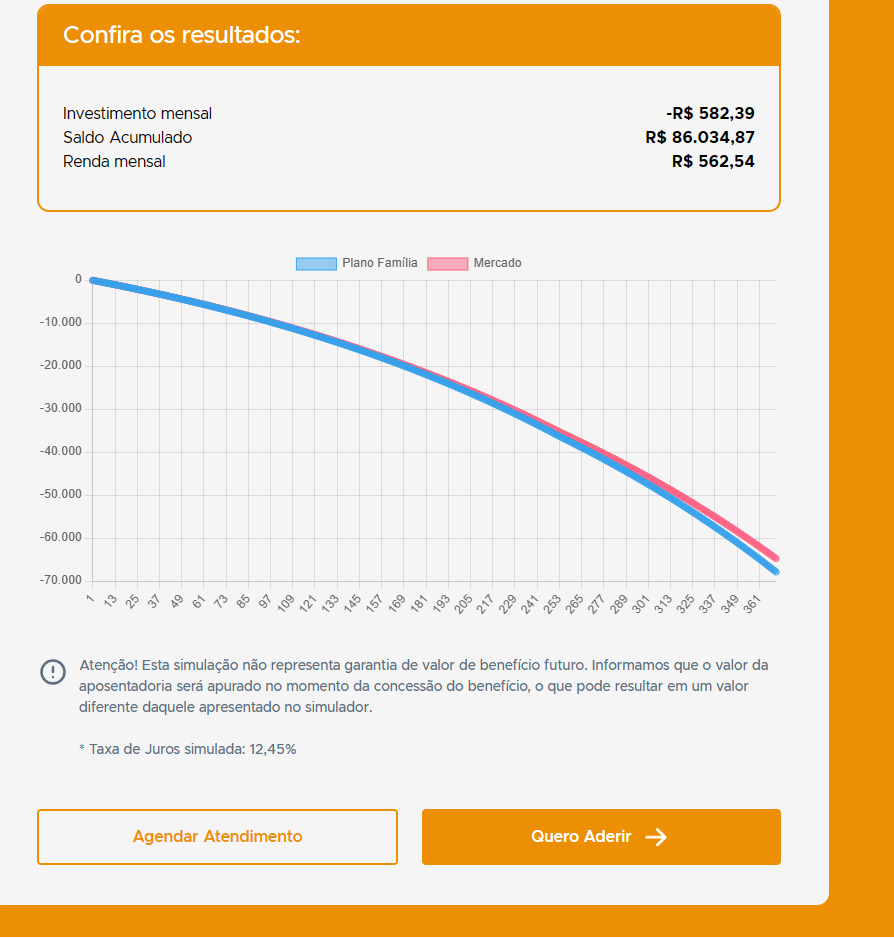 Confira os resultados:
Investimento mensal -R$ 582,39
Saldo Acumulado R$ 86.034,87
Renda mensal R$ 562,54
Plano Família Mercado
0
-10.000
-20.000
-30.000
-40.000
-50.000
-60.000
-70.000
1 13 25 37 49 61 73 85 97 109 121 133 145 157 169 181 193 205 217 229 241 253 265 277 289 301 313 325 337 349 361
Atenção! Esta simulação não representa garantia de valor de benefício futuro. Informamos que o valor da
aposentadoria será apurado no momento da concessão do benefício, o que pode resultar em um valor
diferente daquele apresentado no simulador.
* Taxa de Juros simulada: 12,45%
Agendar Atendimento
Quero Aderir